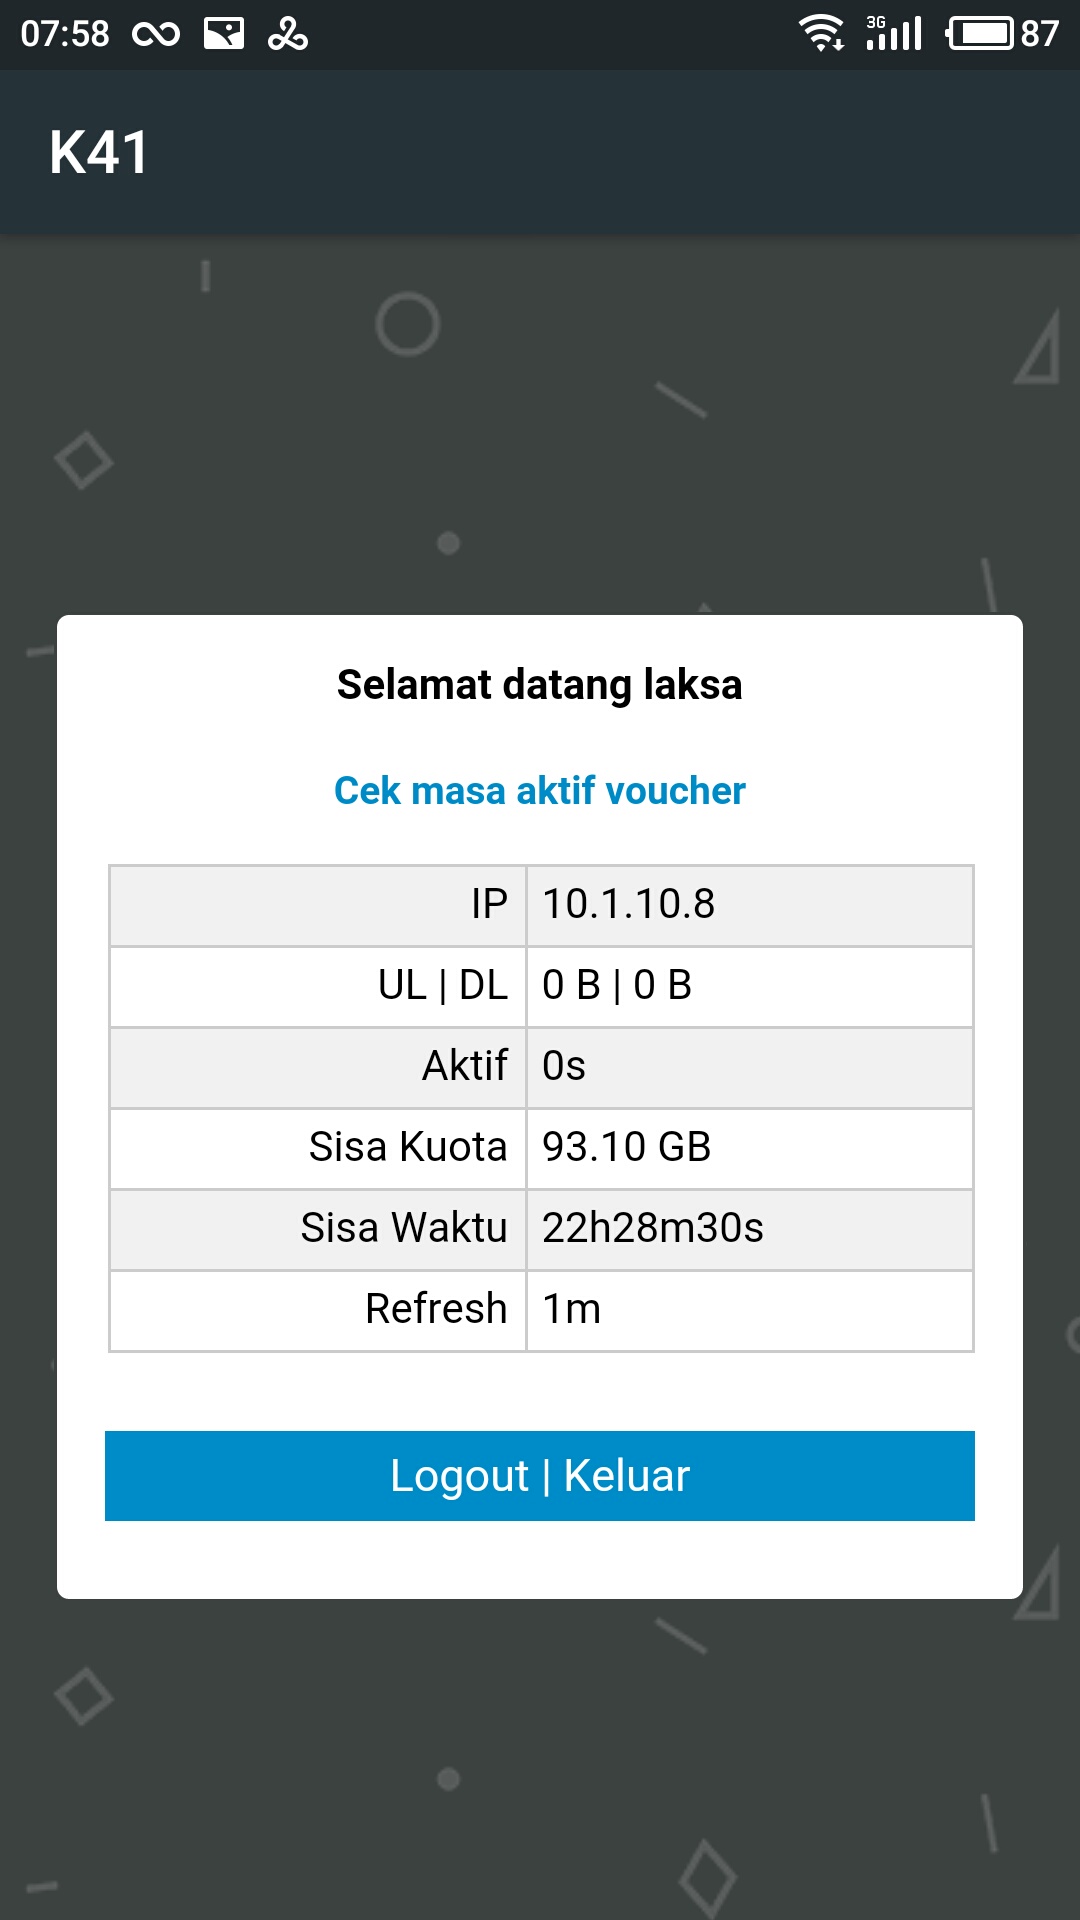 07:58 3G 87
K41
Selamat datang laksa
Cek masa aktif voucher
IP 10.1.10.8
UL | DL 0 B | 0 B
Aktif 0s
Sisa Kuota 93.10 GB
Sisa Waktu 22h28m30s
Refresh 1m
Logout | Keluar